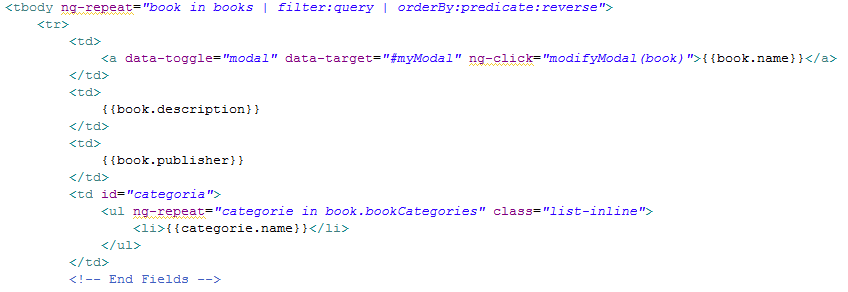 <tbody ng-repeat="book in books | filter:query | orderBy:predicate:reverse">
    <tr>
        <td>
            <a data-toggle="modal" data-target="#myModal" ng-click="modifyModal(book)">{{book.name}}</a>
        </td>
        <td>
            {{book.description}}
        </td>
        <td>
            {{book.publisher}}
        </td>
        <td id="categoria">
            <ul ng-repeat="categorie in book.bookCategories" class="list-inline">
                <li>{{categorie.name}}</li>
            </ul>
        </td>
        <!-- End Fields -->